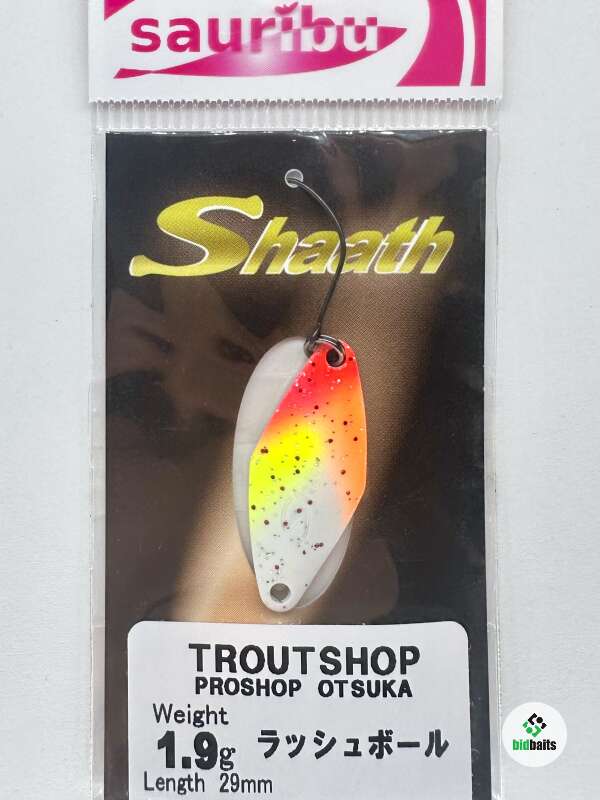 sauribu
Shaath
TROUTSHOP
PROSHOP OTSUKA
Weight
1.9g ラッシュボール
Length 29mm
bidbaits